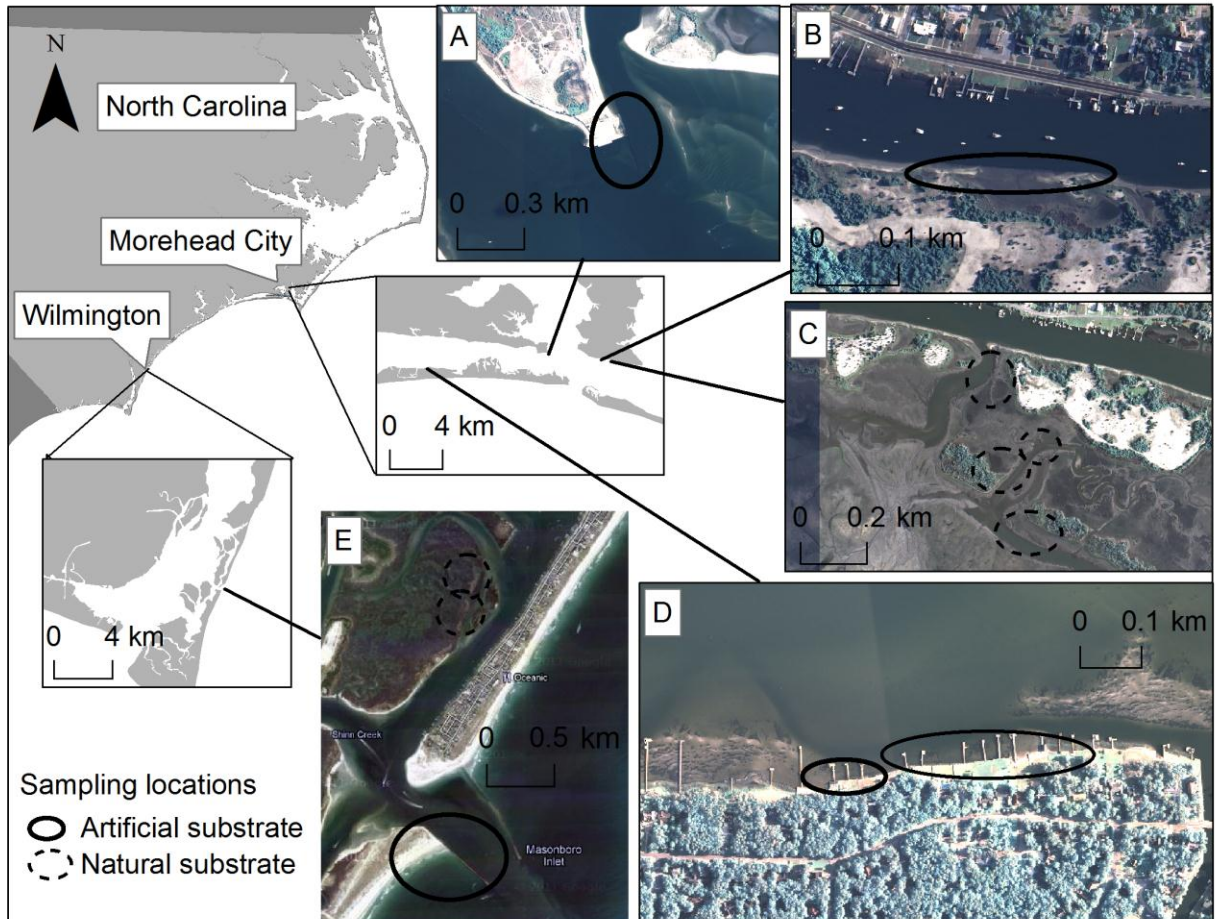 N
North Carolina
Morehead City
Wilmington
0 4 km
0 4 km
A
0 0.3 km
B
0 0.1 km
C
0 0.2 km
D
0 0.1 km
E
Oceanic
Shinn Creek
0 0.5 km
Masonboro
Inlet
Sampling locations
Artificial substrate
Natural substrate